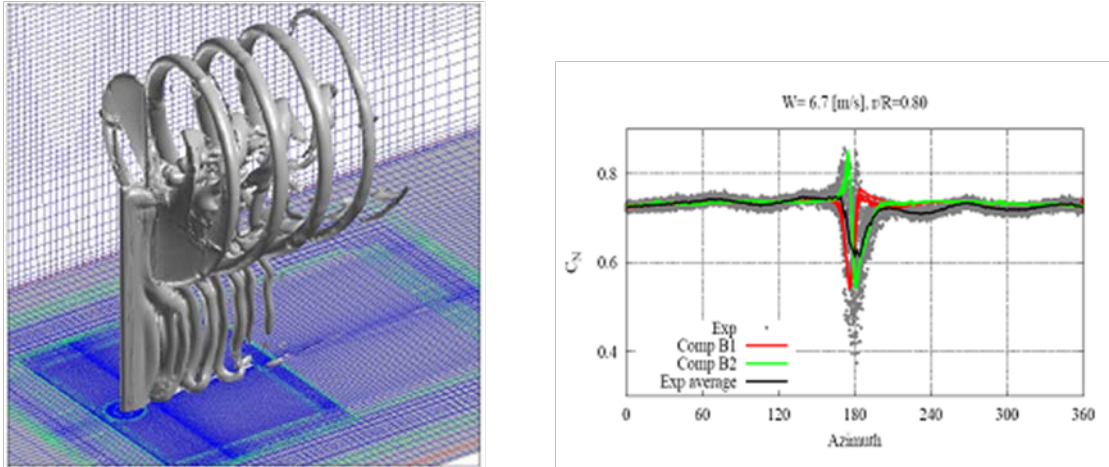 W= 6.7 [m/s], r/R=0.80
0.8
0.6
0.4
C_N
Exp
Comp B1
Comp B2
Exp average
0 60 120 180 240 300 360
Azimuth